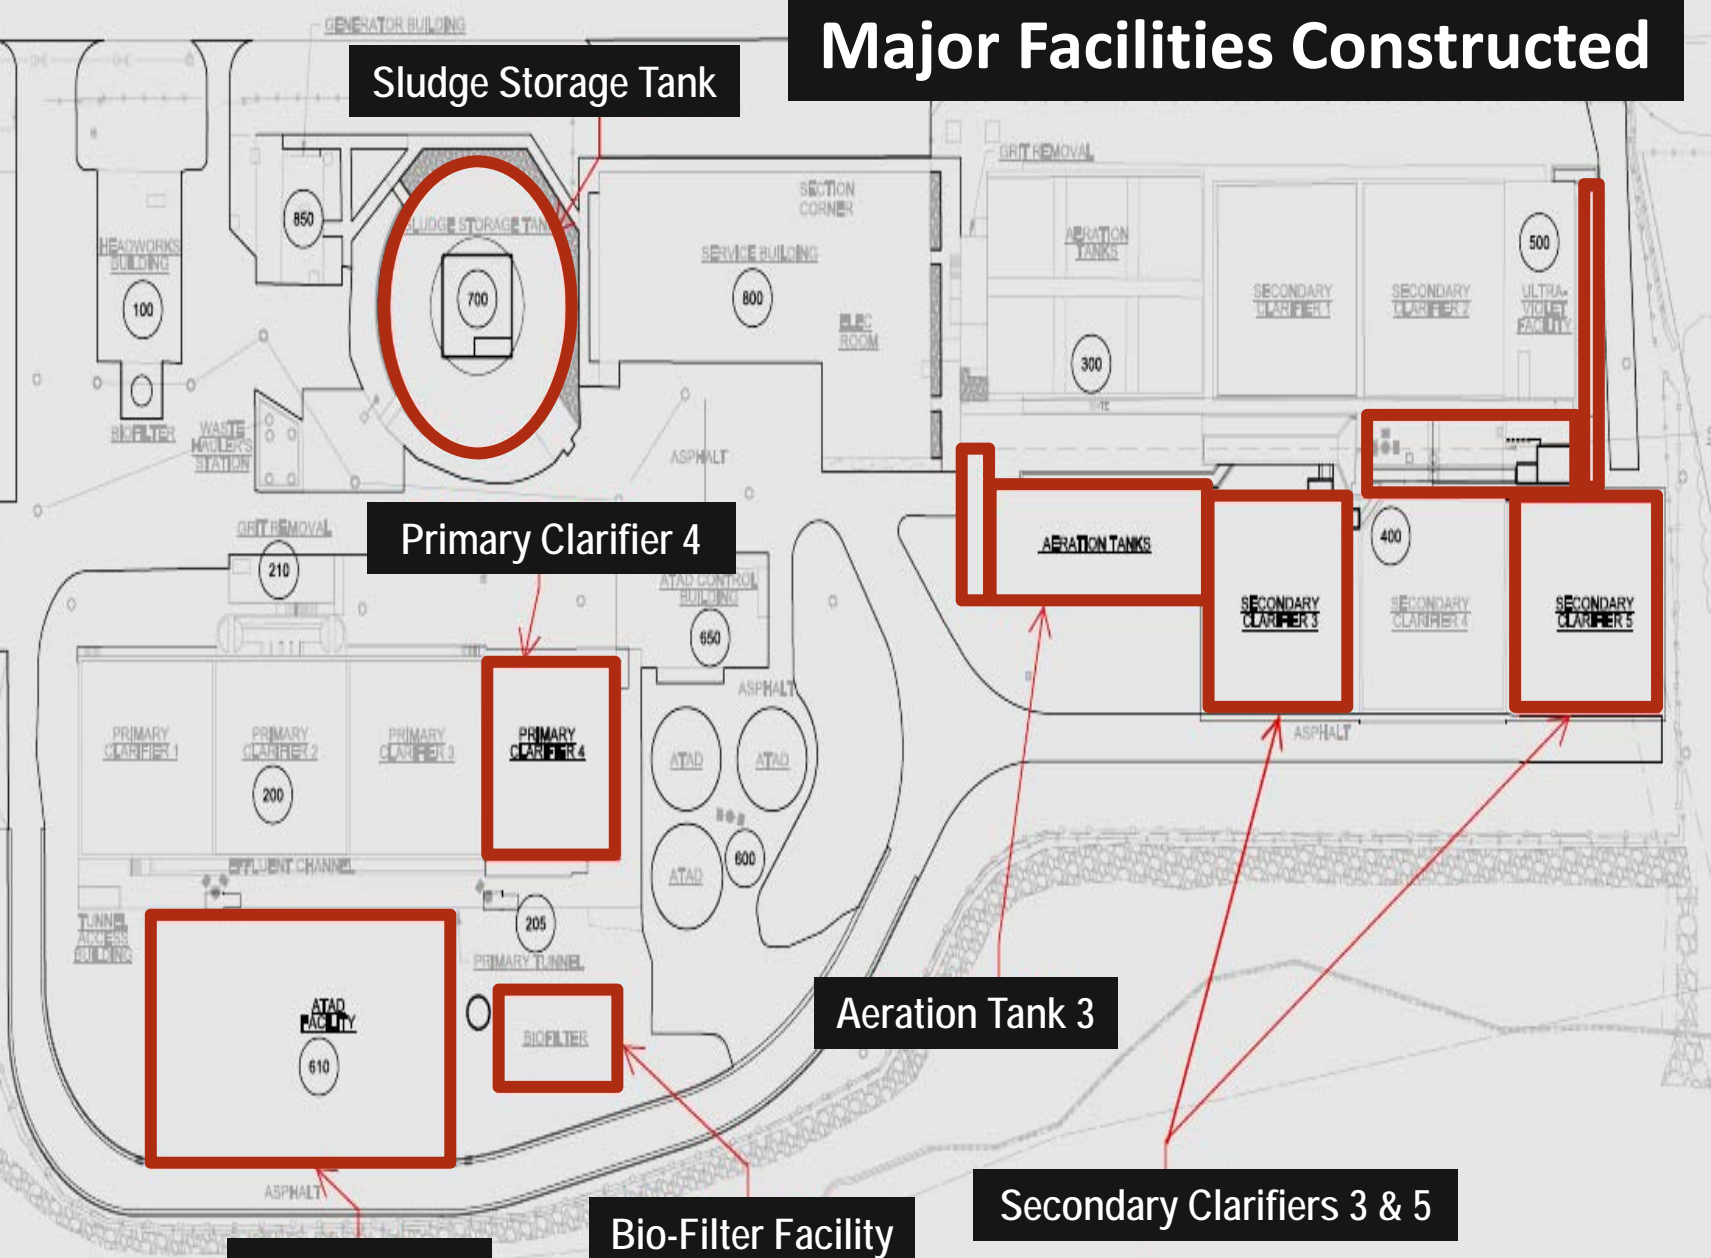 Major Facilities Constructed
GENERATOR BUILDING
Sludge Storage Tank
GRIT REMOVAL
SECTION
CORNER
850
SLUDGE STORAGE TANK
HEADWORKS
BUILDING
100
700
SERVICE BUILDING
800
ELEC
ROOM
AERATION
TANKS
300
SECONDARY
CLARIFIER 1
SECONDARY
CLARIFIER 2
500
ULTRA-
VIOLET
FACILITY
BIOFILTER
WASTE
HAULER'S
STATION
ASPHALT
GRIT REMOVAL
210
Primary Clarifier 4
ATAD CONTROL
BUILDING
650
AERATION TANKS
SECONDARY
CLARIFIER 3
400
SECONDARY
CLARIFIER 4
SECONDARY
CLARIFIER 5
ASPHALT
ASPHALT
PRIMARY
CLARIFIER 1
PRIMARY
CLARIFIER 2
200
PRIMARY
CLARIFIER 3
PRIMARY
CLARIFIER 4
ATAD
ATAD
ATAD
600
EFFLUENT CHANNEL
TUNNEL
ACCESS
BUILDING
205
PRIMARY TUNNEL
ATAD
FACILITY
610
BIOFILTER
Aeration Tank 3
ASPHALT
Bio-Filter Facility
Secondary Clarifiers 3 & 5